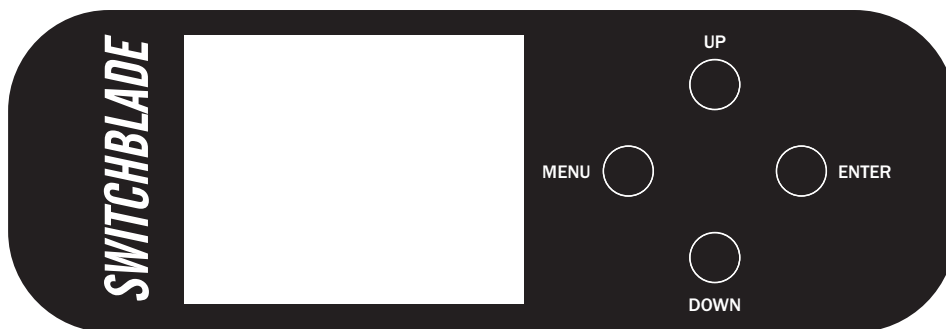 SWITCHBLADE
UP
MENU
ENTER
DOWN